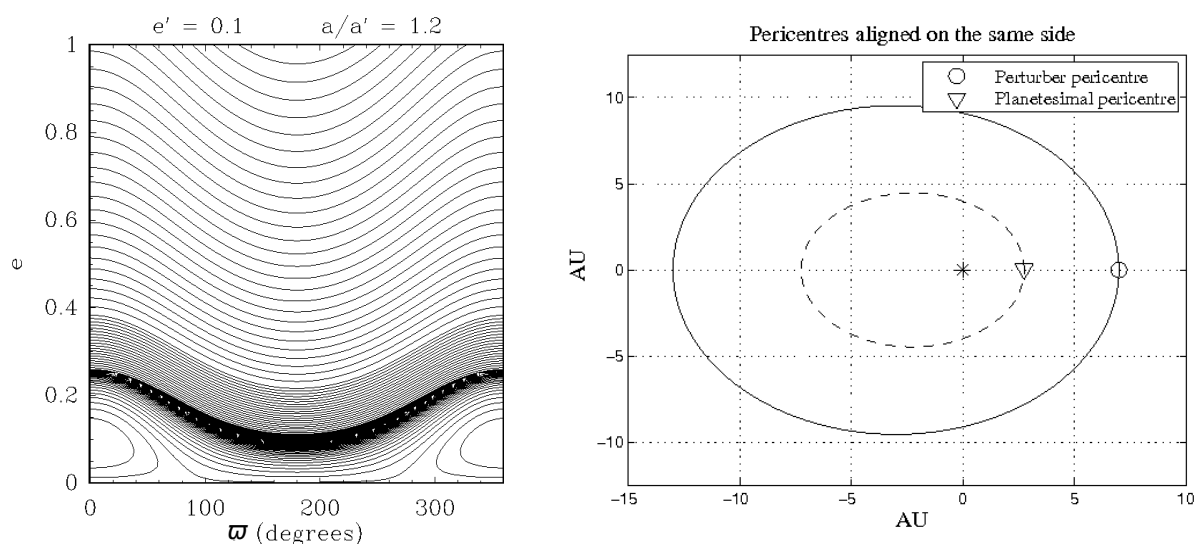 e′ = 0.1 a/a′ = 1.2
1
0.8
0.6
0.4
0.2
0
e
0 100 200 300
ϖ (degrees)
Pericentres aligned on the same side
Perturber pericentre
Planetesimal pericentre
10
5
0
−5
−10
AU
−15 −10 −5 0 5 10
AU